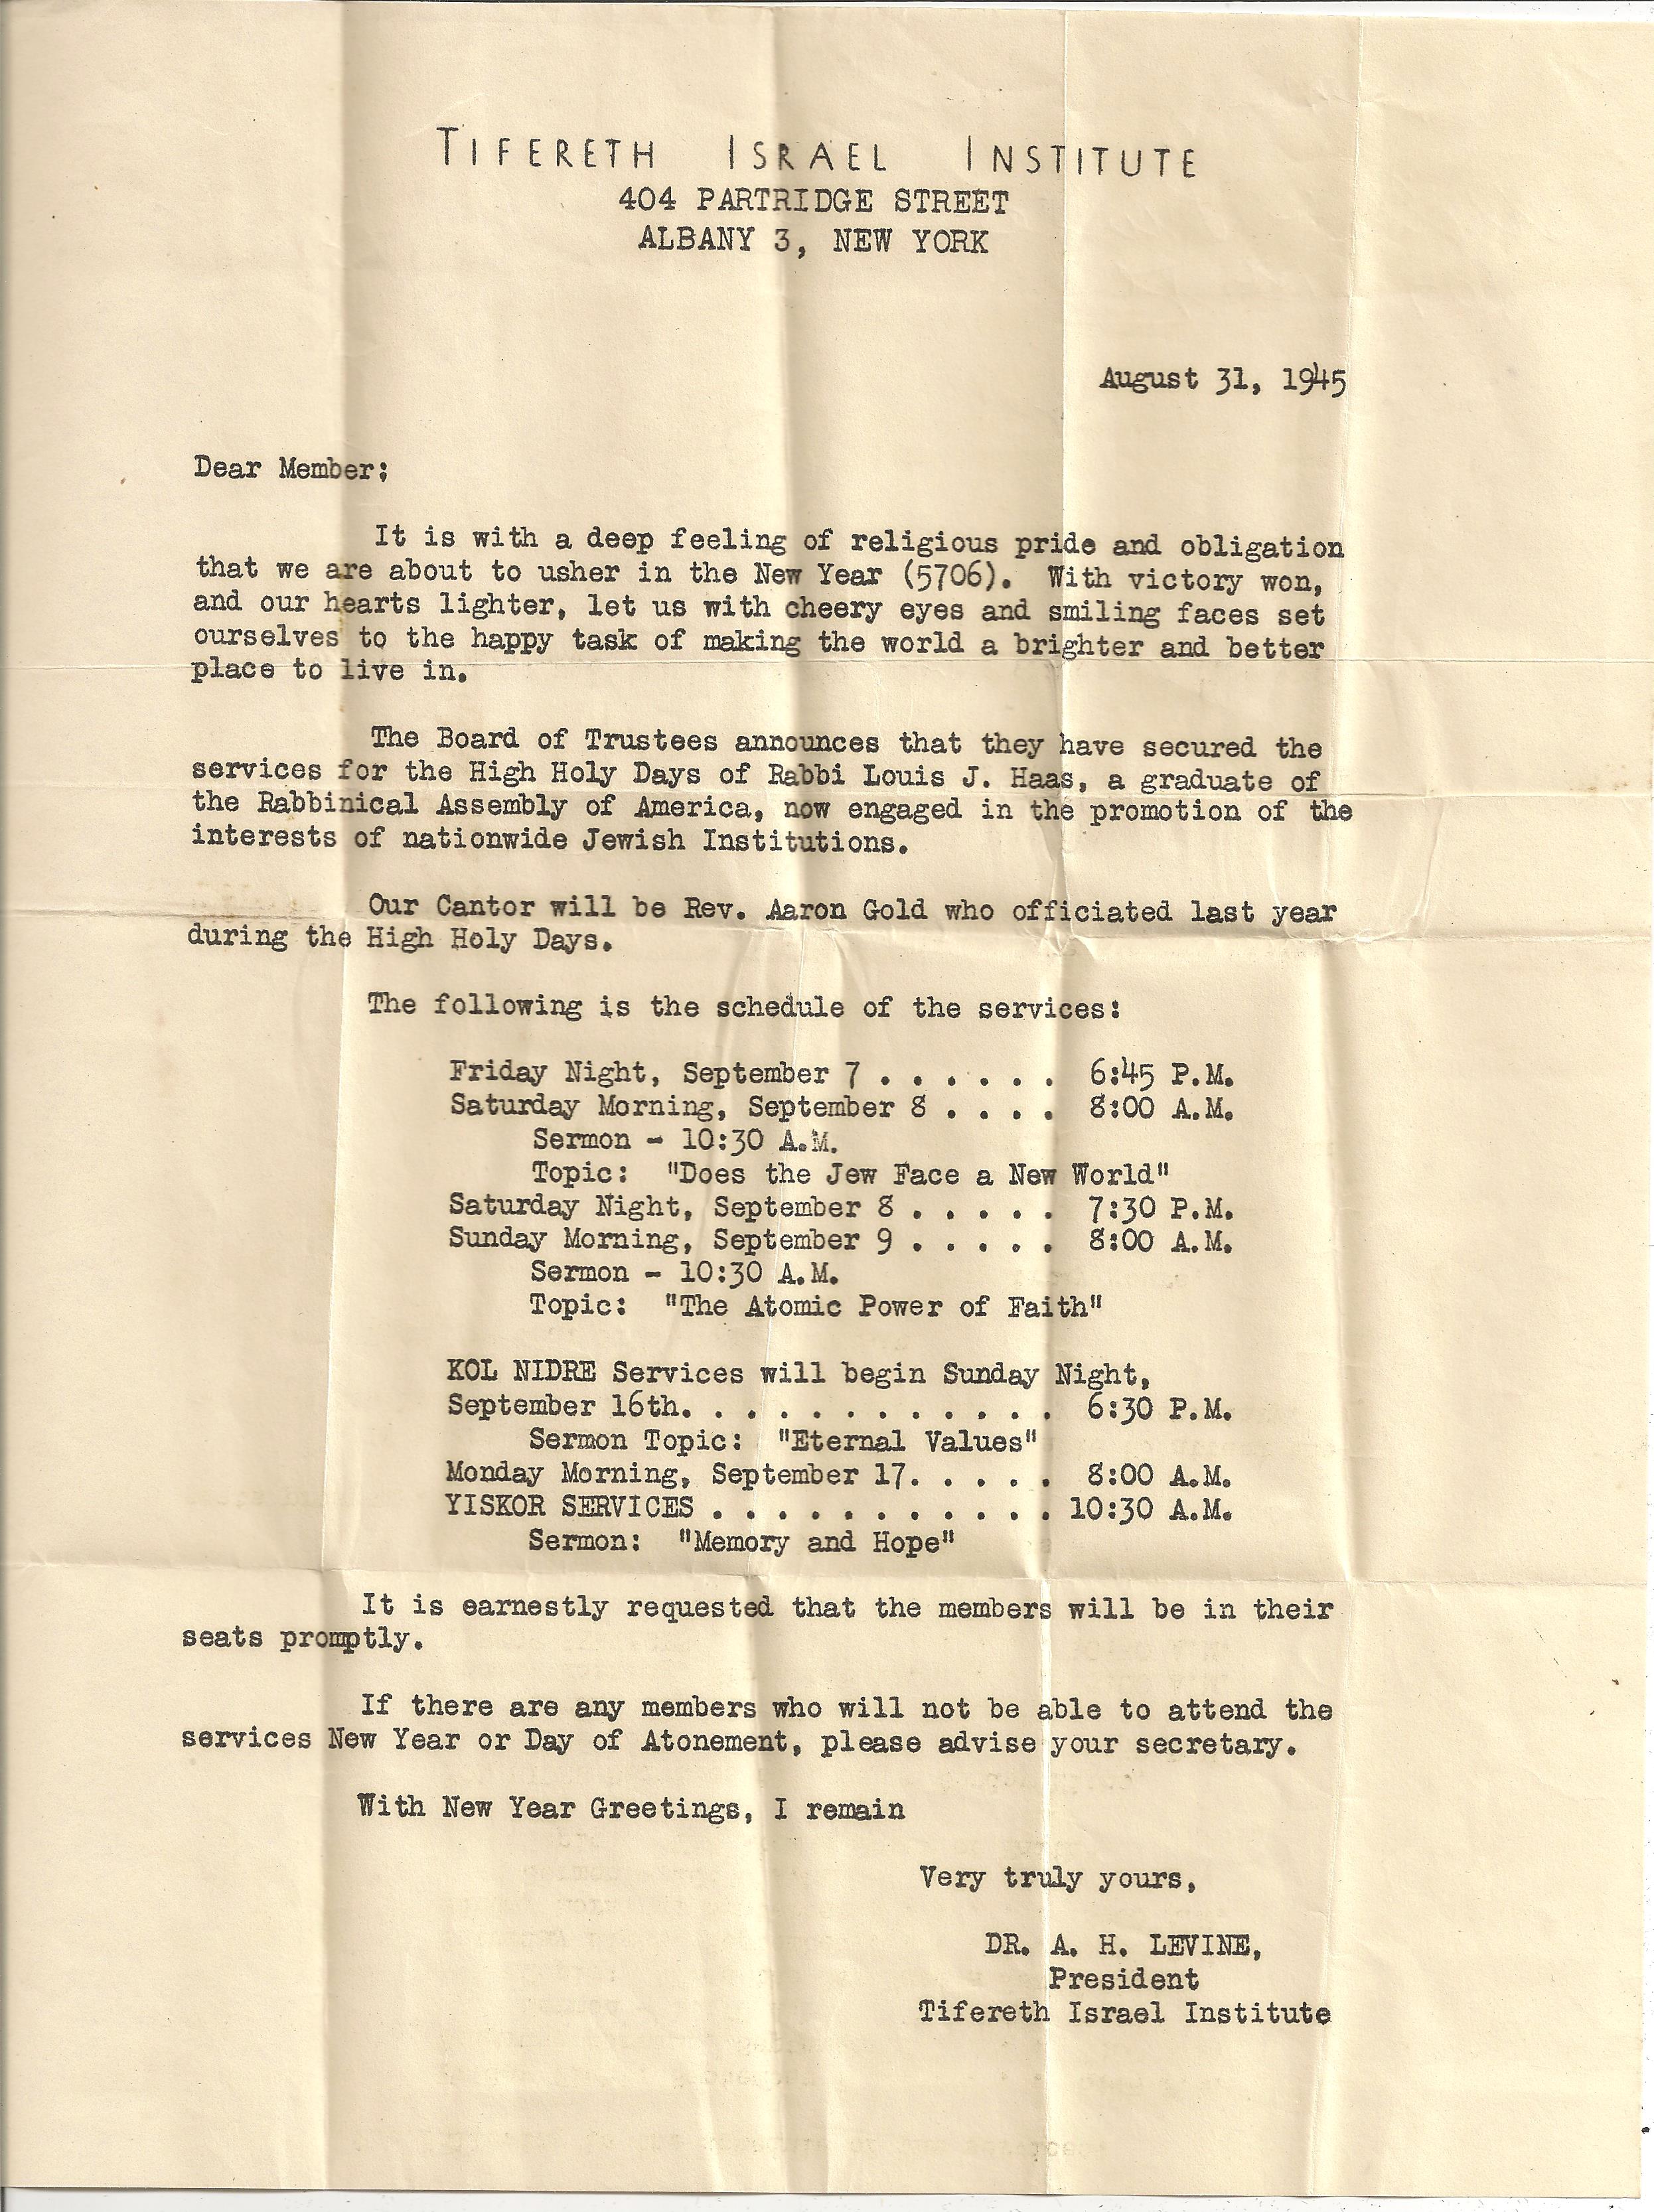 TIFERETH ISRAEL INSTITUTE
404 PARTRIDGE STREET
ALBANY 3, NEW YORK
August 31, 1945
Dear Member:
It is with a deep feeling of religious pride and obligation
that we are about to usher in the New Year (5706). With victory won,
and our hearts lighter, let us with cheery eyes and smiling faces set
ourselves to the happy task of making the world a brighter and better
place to live in.
The Board of Trustees announces that they have secured the
services for the High Holy Days of Rabbi Louis J. Haas, a graduate of
the Rabbinical Assembly of America, now engaged in the promotion of the
interests of nationwide Jewish Institutions.
Our Cantor will be Rev. Aaron Gold who officiated last year
during the High Holy Days.
The following is the schedule of the services:
Friday Night, September 7 . . . . . . 6:45 P.M.
Saturday Morning, September 8 . . . . 8:00 A.M.
Sermon - 10:30 A.M.
Topic: "Does the Jew Face a New World"
Saturday Night, September 8 . . . . . 7:30 P.M.
Sunday Morning, September 9 . . . . . 8:00 A.M.
Sermon - 10:30 A.M.
Topic: "The Atomic Power of Faith"
KOL NIDRE Services will begin Sunday Night,
September 16th. . . . . . . . . . . . 6:30 P.M.
Sermon Topic: "Eternal Values"
Monday Morning, September 17. . . . . 8:00 A.M.
YISKOR SERVICES . . . . . . . . . . . 10:30 A.M.
Sermon: "Memory and Hope"
It is earnestly requested that the members will be in their
seats promptly.
If there are any members who will not be able to attend the
services New Year or Day of Atonement, please advise your secretary.
With New Year Greetings, I remain
Very truly yours,
DR. A. H. LEVINE,
President
Tifereth Israel Institute